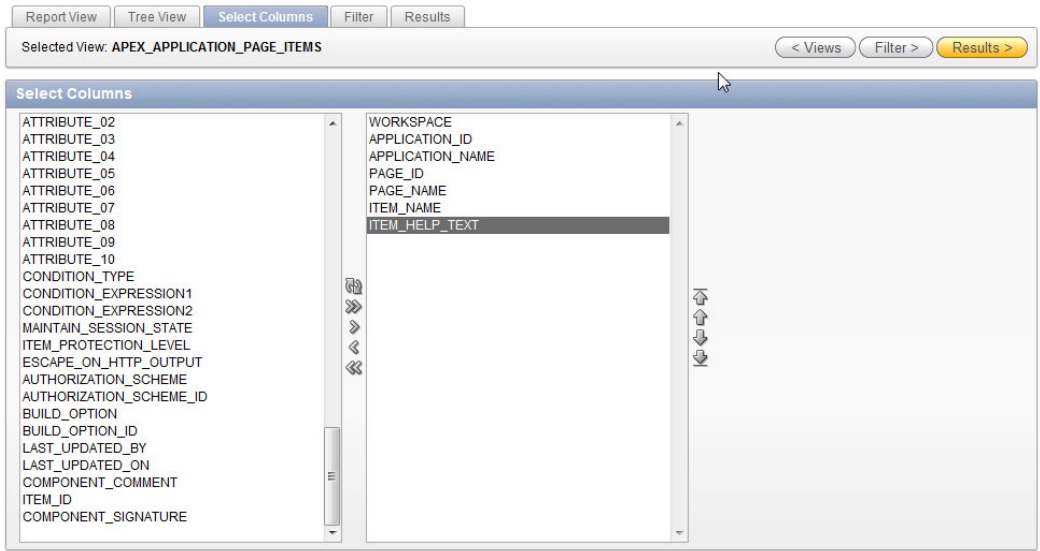 Report View Tree View Select Columns Filter Results
Selected View: APEX_APPLICATION_PAGE_ITEMS < Views Filter > Results >
Select Columns
ATTRIBUTE_02
ATTRIBUTE_03
ATTRIBUTE_04
ATTRIBUTE_05
ATTRIBUTE_06
ATTRIBUTE_07
ATTRIBUTE_08
ATTRIBUTE_09
ATTRIBUTE_10
CONDITION_TYPE
CONDITION_EXPRESSION1
CONDITION_EXPRESSION2
MAINTAIN_SESSION_STATE
ITEM_PROTECTION_LEVEL
ESCAPE_ON_HTTP_OUTPUT
AUTHORIZATION_SCHEME
AUTHORIZATION_SCHEME_ID
BUILD_OPTION
BUILD_OPTION_ID
LAST_UPDATED_BY
LAST_UPDATED_ON
COMPONENT_COMMENT
ITEM_ID
COMPONENT_SIGNATURE
WORKSPACE
APPLICATION_ID
APPLICATION_NAME
PAGE_ID
PAGE_NAME
ITEM_NAME
ITEM_HELP_TEXT